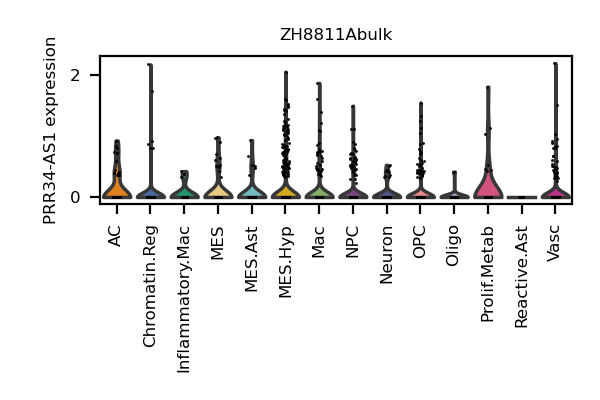 ZH8811Abulk
PRR34-AS1 expression
2
0
AC
Chromatin.Reg
Inflammatory.Mac
MES
MES.Ast
MES.Hyp
Mac
NPC
Neuron
OPC
Oligo
Prolif.Metab
Reactive.Ast
Vasc